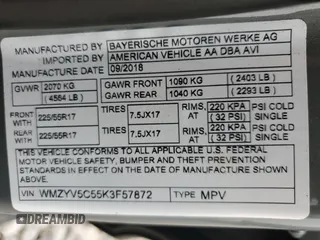 MANUFACTURED BY BAYERISCHE MOTOREN WERKE AG
IMPORTED BY AMERICAN VEHICLE AA DBA AVI
MANUFACTURE DATE 09/2018
GVWR 2070 KG ( 4564 LB ) GAWR FRONT 1090 KG ( 2403 LB )
GAWR REAR 1040 KG ( 2293 LB )
FRONT WITH 225/55R17 TIRES 7.5JX17 RIMS, AT 220 KPA ( 32 PSI) PSI COLD SINGLE
REAR WITH 225/55R17 TIRES 7.5JX17 RIMS, AT 220 KPA ( 32 PSI) PSI COLD SINGLE
THIS VEHICLE CONFORMS TO ALL APPLICABLE U.S. FEDERAL
MOTOR VEHICLE SAFETY, BUMPER AND THEFT PREVENTION
STANDARDS IN EFFECT ON THE DATE OF MANUFACTURE SHOWN
ABOVE.
VIN: WMZYV5C55K3F57872 TYPE: MPV
DREAMBID